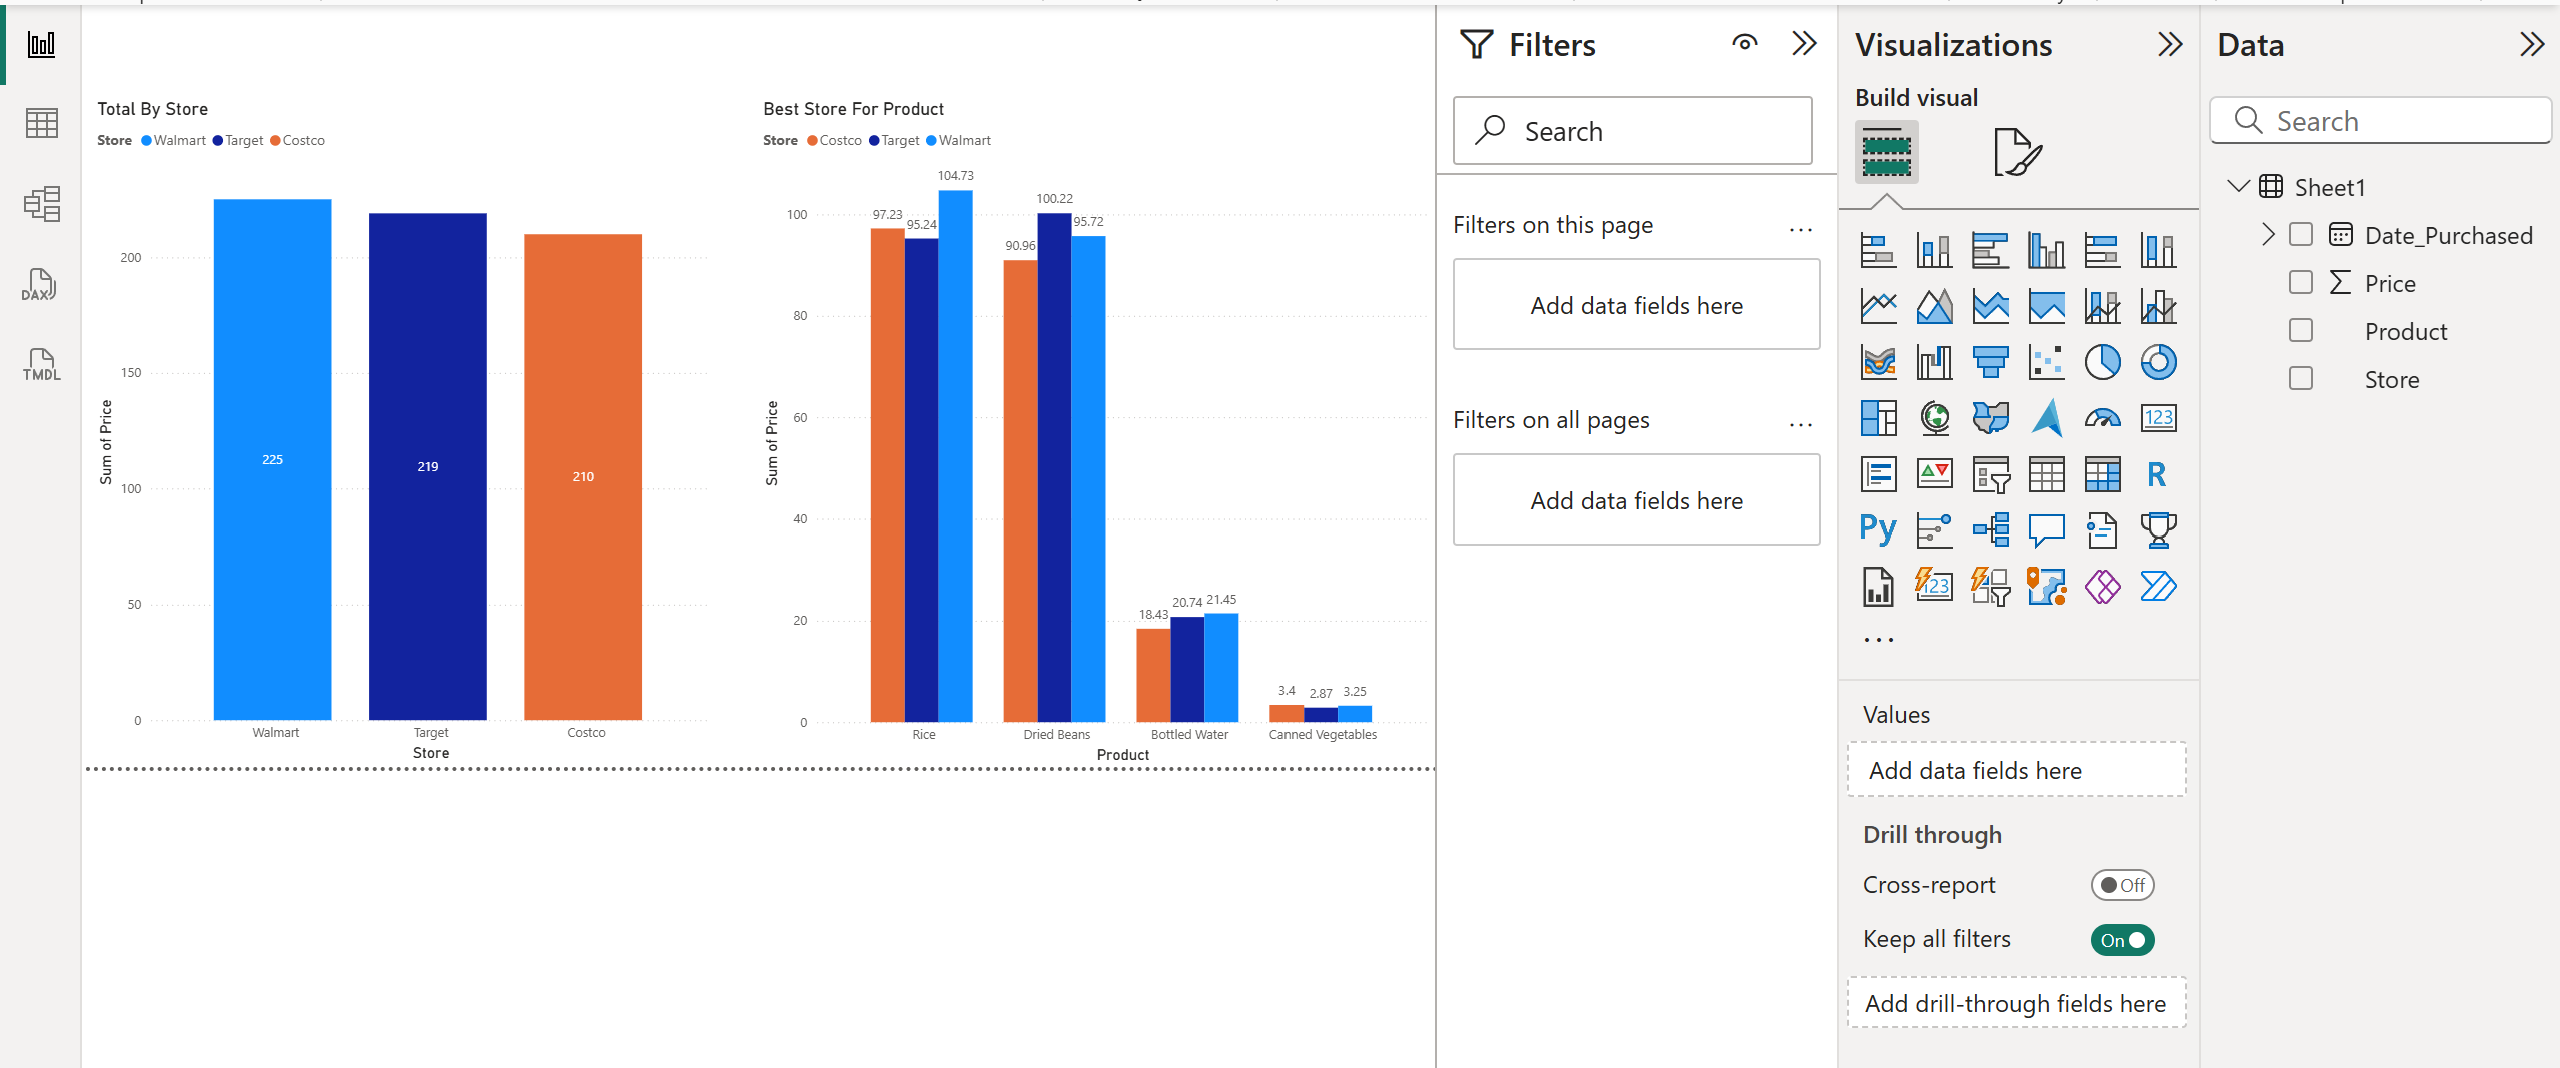 DAX
TMDL
Total By Store
Store Walmart Target Costco
Sum of Price
200
150
100
50
0
225
219
210
Walmart
Target
Costco
Store
Best Store For Product
Store Costco Target Walmart
Sum of Price
100
80
60
40
20
0
97.23
95.24
104.73
90.96
100.22
95.72
18.43
20.74
21.45
3.4
2.87
3.25
Rice
Dried Beans
Bottled Water
Canned Vegetables
Product
Filters
Search
Filters on this page
...
Add data fields here
Filters on all pages
...
Add data fields here
Visualizations
Build visual
123
R
Py
123
...
Values
Add data fields here
Drill through
Cross-report
Off
Keep all filters
On
Add drill-through fields here
Data
Search
Sheet1
Date_Purchased
Σ Price
Product
Store